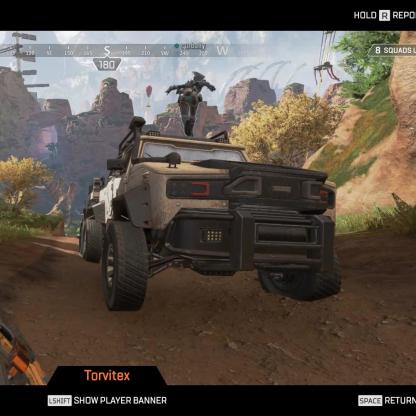 HOLD R REPO
S
W
180
8 SQUADS L
Torvitex
LSHIFT SHOW PLAYER BANNER
SPACE RETURN